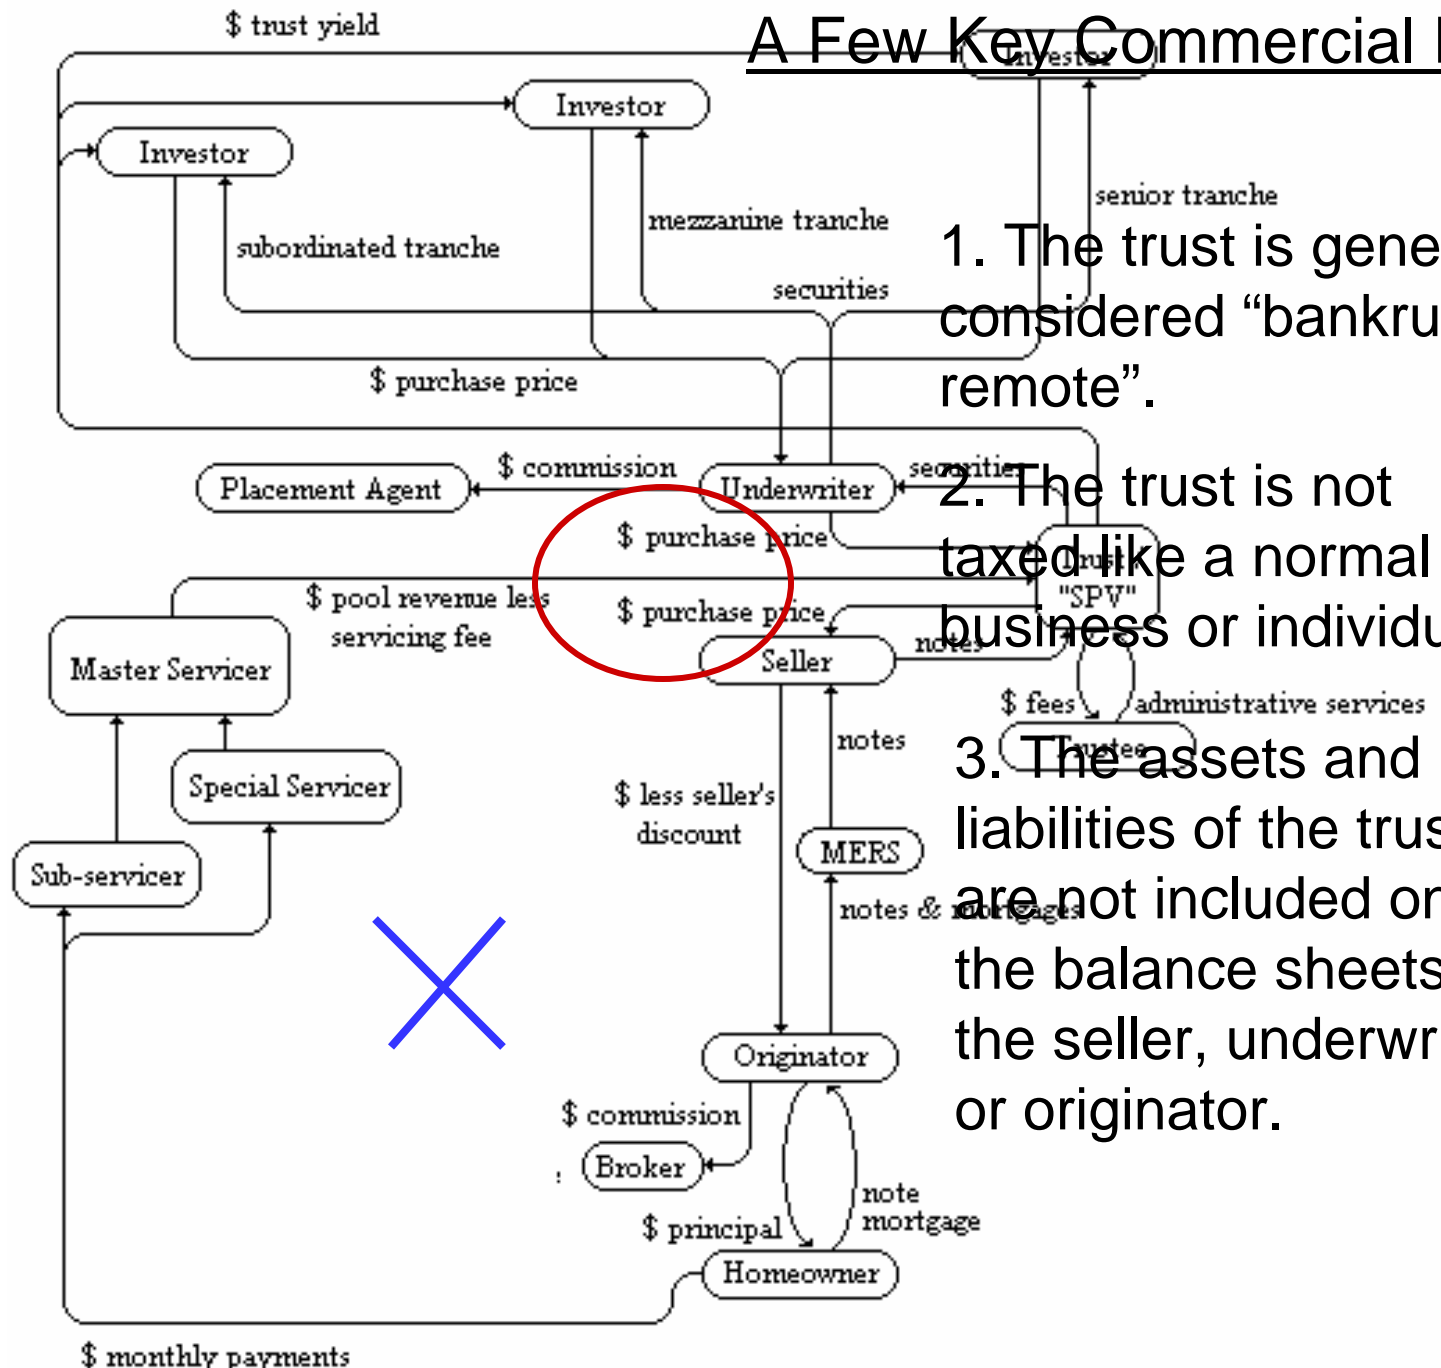 $ trust yield
A Few Key Commercial
Investor
Investor
Investor
senior tranche
mezzanine tranche
subordinated tranche
securities
1. The trust is gene
considered “bankru
remote”.
$ purchase price
$ commission
securities
Placement Agent
Underwriter
2. The trust is not
taxed like a normal
business or individu
$ purchase price
Trust /
"SPV"
$ pool revenue less
servicing fee
$ purchase price
notes
Master Servicer
Seller
$ fees
administrative services
Trustee
notes
3. The assets and
liabilities of the trus
are not included on
the balance sheets
the seller, underwr
or originator.
Special Servicer
$ less seller's
discount
MERS
Sub-servicer
notes & mortgages
Originator
$ commission
Broker
note
mortgage
$ principal
Homeowner
$ monthly payments